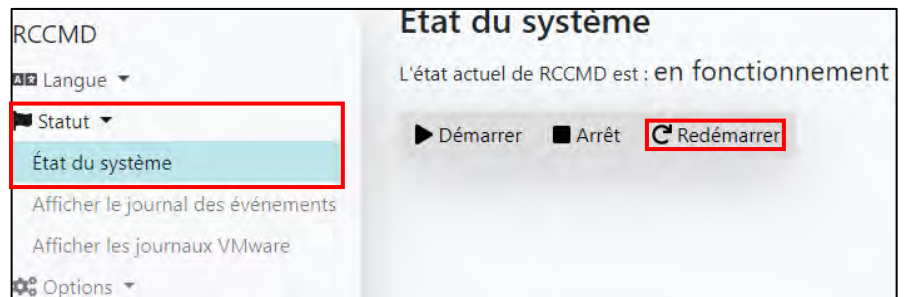 RCCMD
Langue
Statut
État du système
Afficher le journal des événements
Afficher les journaux VMware
Options
État du système
L'état actuel de RCCMD est : en fonctionnement
Démarrer Arrêt Redémarrer